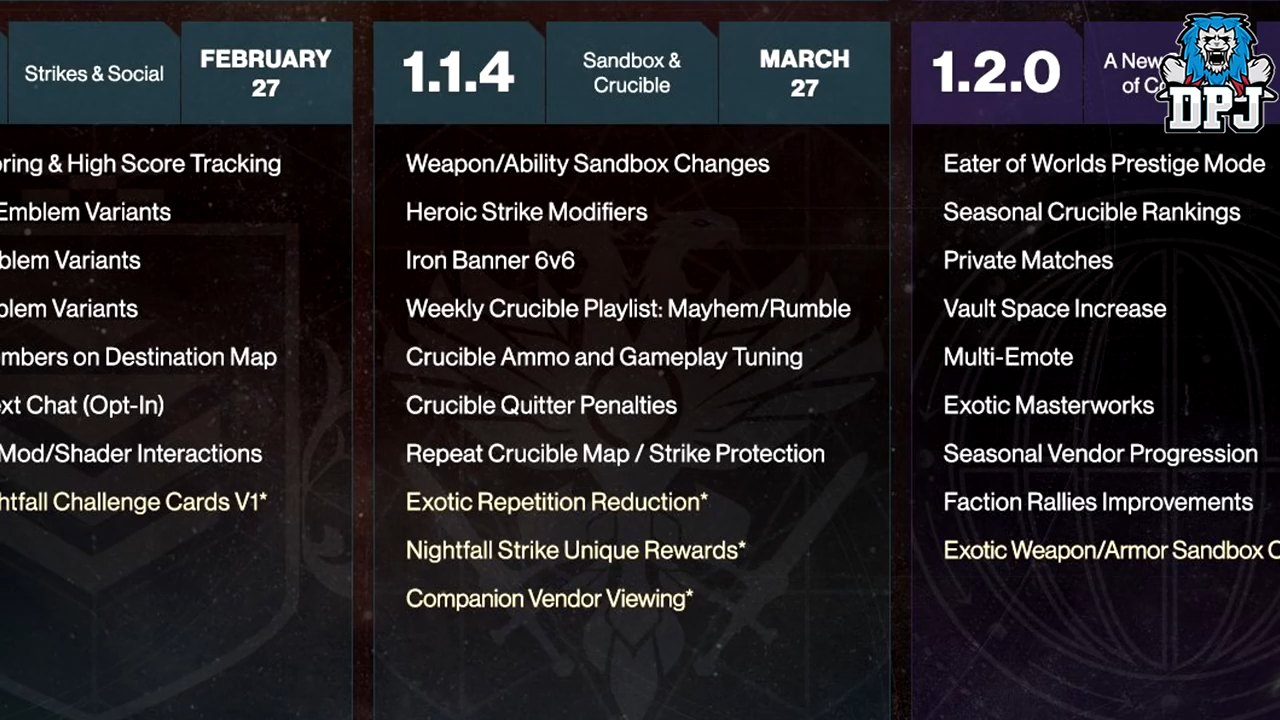 Strikes & Social
FEBRUARY
27
oring & High Score Tracking
Emblem Variants
blem Variants
blem Variants
mbers on Destination Map
ext Chat (Opt-In)
Mod/Shader Interactions
htfall Challenge Cards V1*
1.1.4
Sandbox &
Crucible
MARCH
27
Weapon/Ability Sandbox Changes
Heroic Strike Modifiers
Iron Banner 6v6
Weekly Crucible Playlist: Mayhem/Rumble
Crucible Ammo and Gameplay Tuning
Crucible Quitter Penalties
Repeat Crucible Map / Strike Protection
Exotic Repetition Reduction*
Nightfall Strike Unique Rewards*
Companion Vendor Viewing*
1.2.0
A New
of
DPJ
Eater of Worlds Prestige Mode
Seasonal Crucible Rankings
Private Matches
Vault Space Increase
Multi-Emote
Exotic Masterworks
Seasonal Vendor Progression
Faction Rallies Improvements
Exotic Weapon/Armor Sandbox